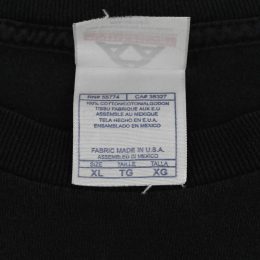 RN# 58774 CA# 38327
100% COTTON/COTON/ALGODON
TISSU FABRIQUE AUX E.U.
ASSEMBLE AU MEXIQUE
TELA HECHO EN E.U.A.
ENSAMBLADO EN MEXICO
FABRIC MADE IN U.S.A.
ASSEMBLED IN MEXICO
SIZE TAILLE TALLA
XL TG XG